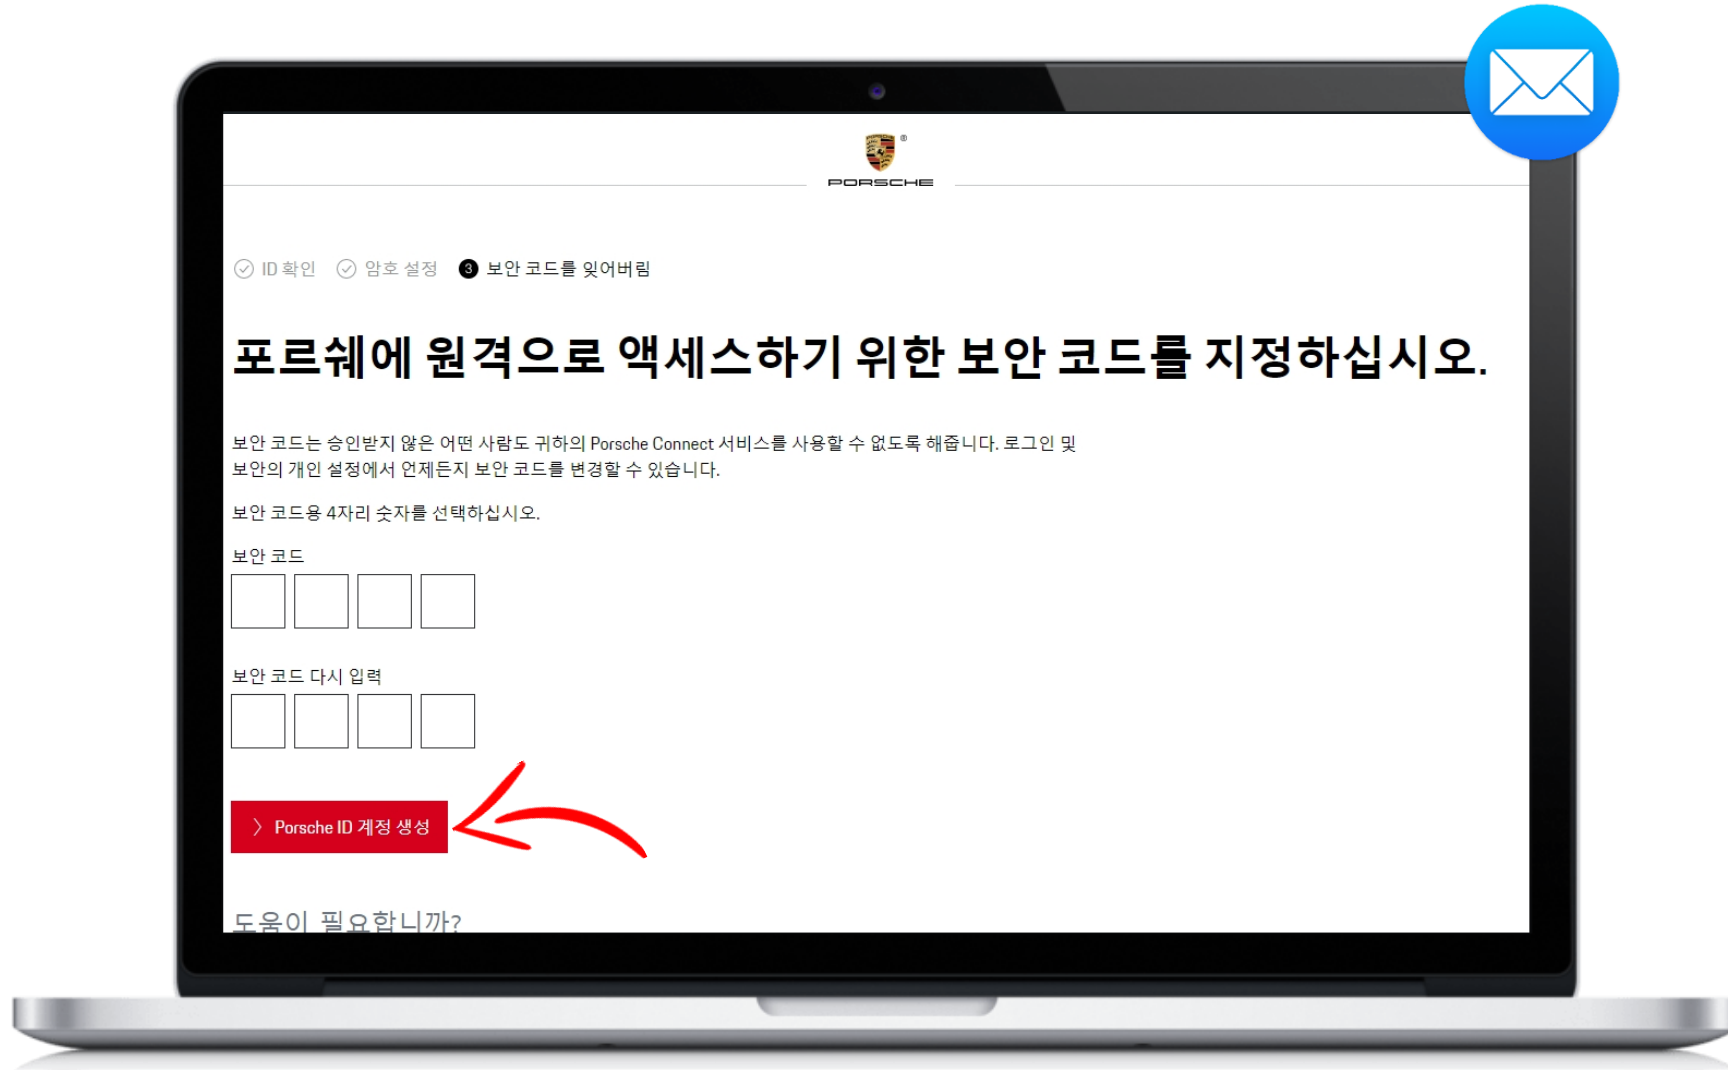 PORSCHE
®
ID 확인 암호 설정 3 보안 코드를 잊어버림
포르쉐에 원격으로 액세스하기 위한 보안 코드를 지정하십시오.
보안 코드는 승인받지 않은 어떤 사람도 귀하의 Porsche Connect 서비스를 사용할 수 없도록 해줍니다. 로그인 및
보안의 개인 설정에서 언제든지 보안 코드를 변경할 수 있습니다.
보안 코드용 4자리 숫자를 선택하십시오.
보안 코드
보안 코드 다시 입력
Porsche ID 계정 생성
도움이 필요합니까?